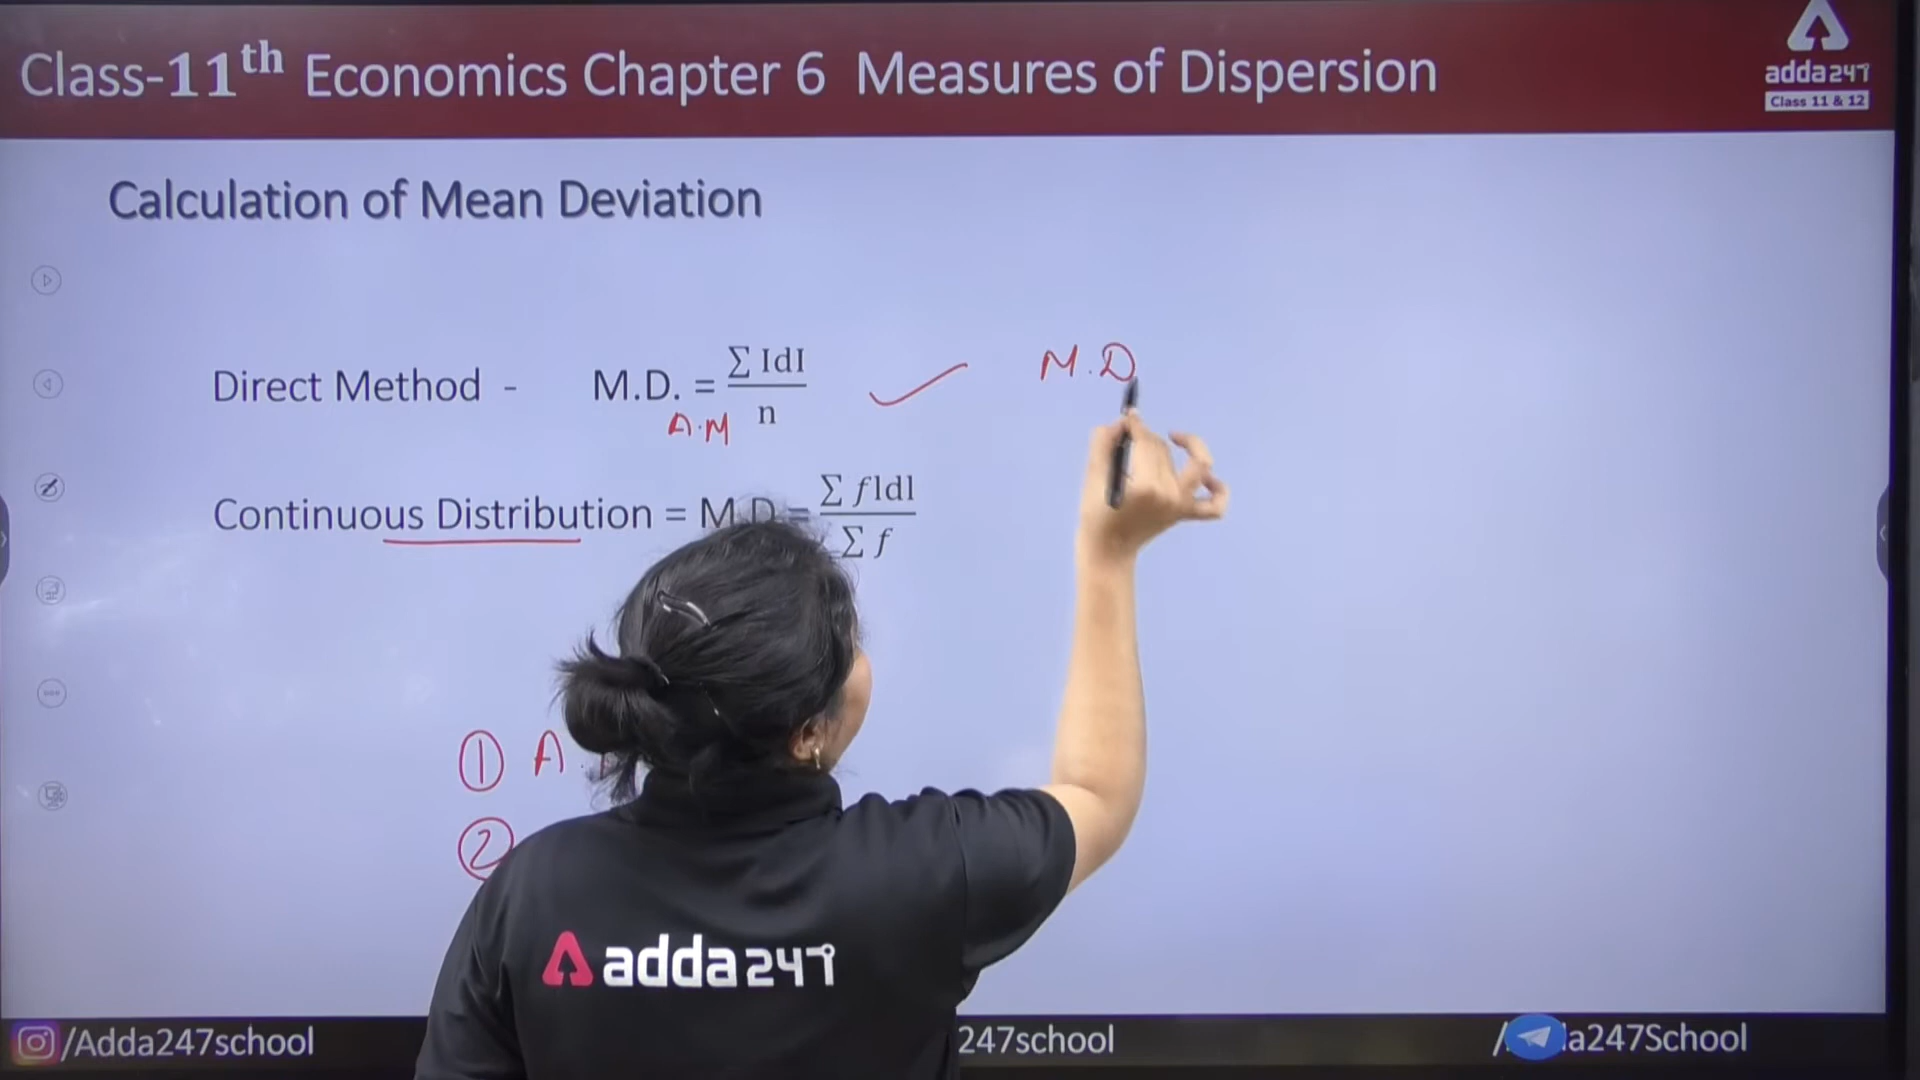 Class-11th Economics Chapter 6 Measures of Dispersion
adda247
Class 11 & 12
Calculation of Mean Deviation
Direct Method - M.D. = ∑ IdI / n
A.M
M.D
Continuous Distribution = M.D = ∑ fIdI / ∑ f
① A.
②
adda247
/Adda247school
247school
/ a247School